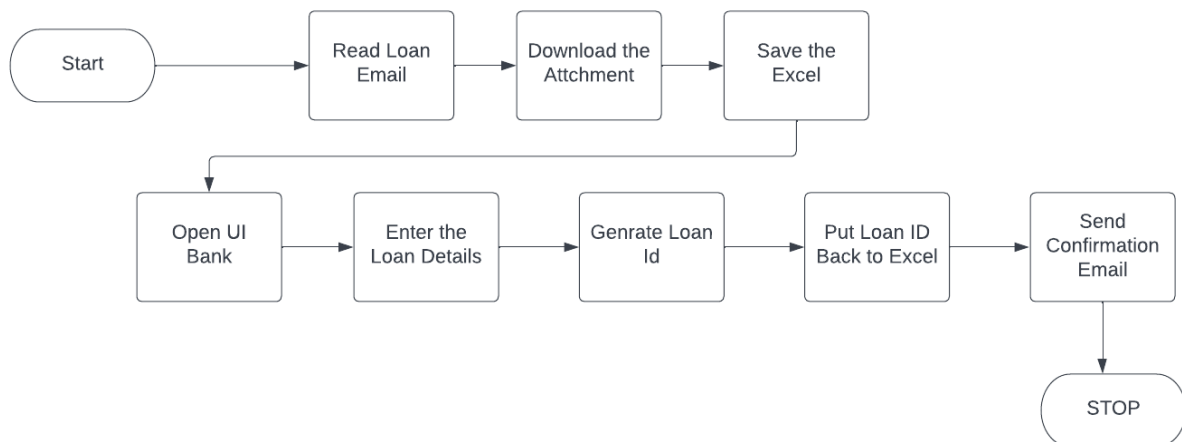 Start
Read Loan
Email
Download the
Attchment
Save the
Excel
Open UI
Bank
Enter the
Loan Details
Genrate Loan
Id
Put Loan ID
Back to Excel
Send
Confirmation
Email
STOP